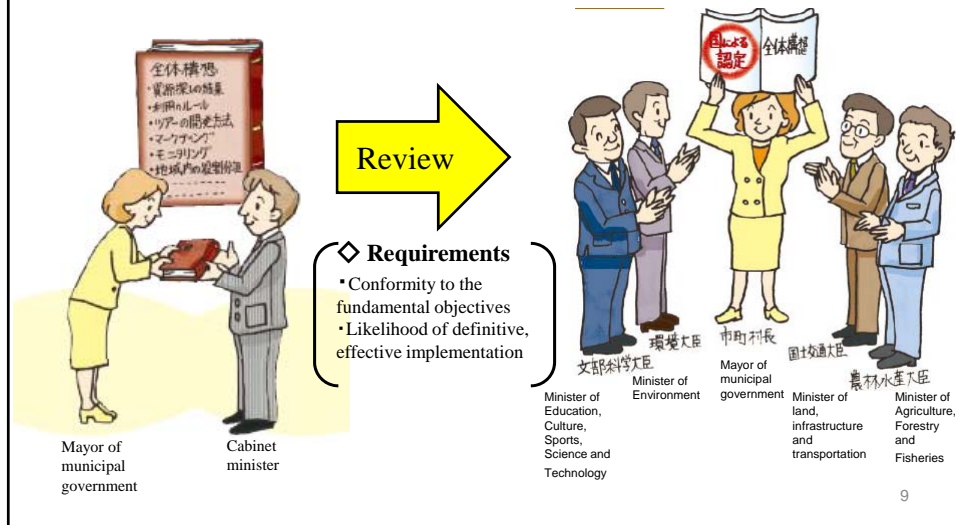 全体構想
・資源探しの結果
・利用のルール
・ツアーの開発方法
・マーケティング
・モニタリング
・地域内の役割分担
Mayor of
municipal
government
Cabinet
minister
Review
◇ Requirements
・Conformity to the
fundamental objectives
・Likelihood of definitive,
effective implementation
国による
認定
全体構想
文部科学大臣
環境大臣
市町村長
国土交通大臣
農林水産大臣
Minister of
Education,
Culture,
Sports,
Science and
Technology
Minister of
Environment
Mayor of
municipal
government
Minister of
land,
infrastructure
and
transportation
Minister of
Agriculture,
Forestry
and
Fisheries
9